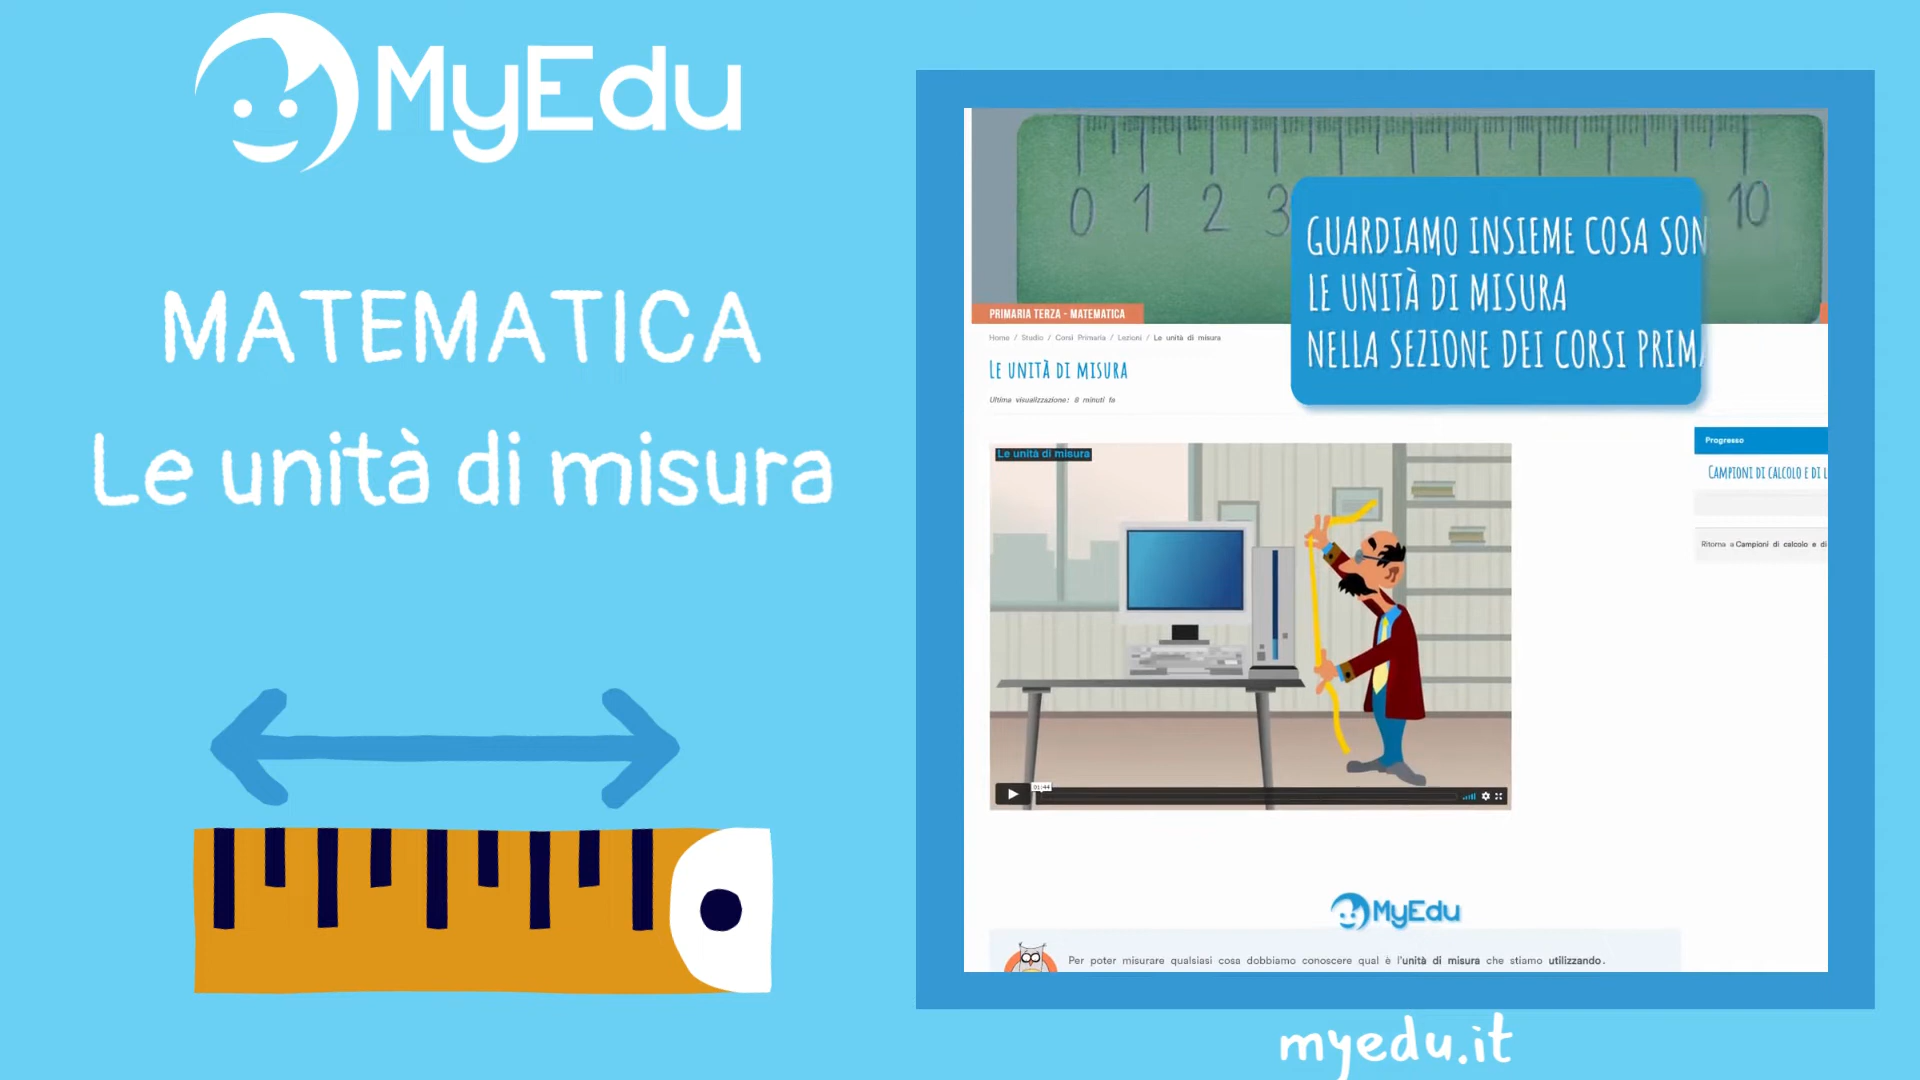 MyEdu
MATEMATICA
Le unità di misura
0 1 2 3 10
GUARDIAMO INSIEME COSA SON
LE UNITÀ DI MISURA
NELLA SEZIONE DEI CORSI PRIM
PRIMARIA TERZA - MATEMATICA
Home / Studio / Corsi Primaria / Lezioni / Le unità di misura
LE UNITÀ DI MISURA
Ultima visualizzazione: 8 minuti fa
Progresso
CAMPIONI DI CALCOLO E DI L
Ritorna a Campioni di calcolo e di
Le unità di misura
01:44
MyEdu
Per poter misurare qualsiasi cosa dobbiamo conoscere qual è l'unità di misura che stiamo utilizzando.
myedu.it